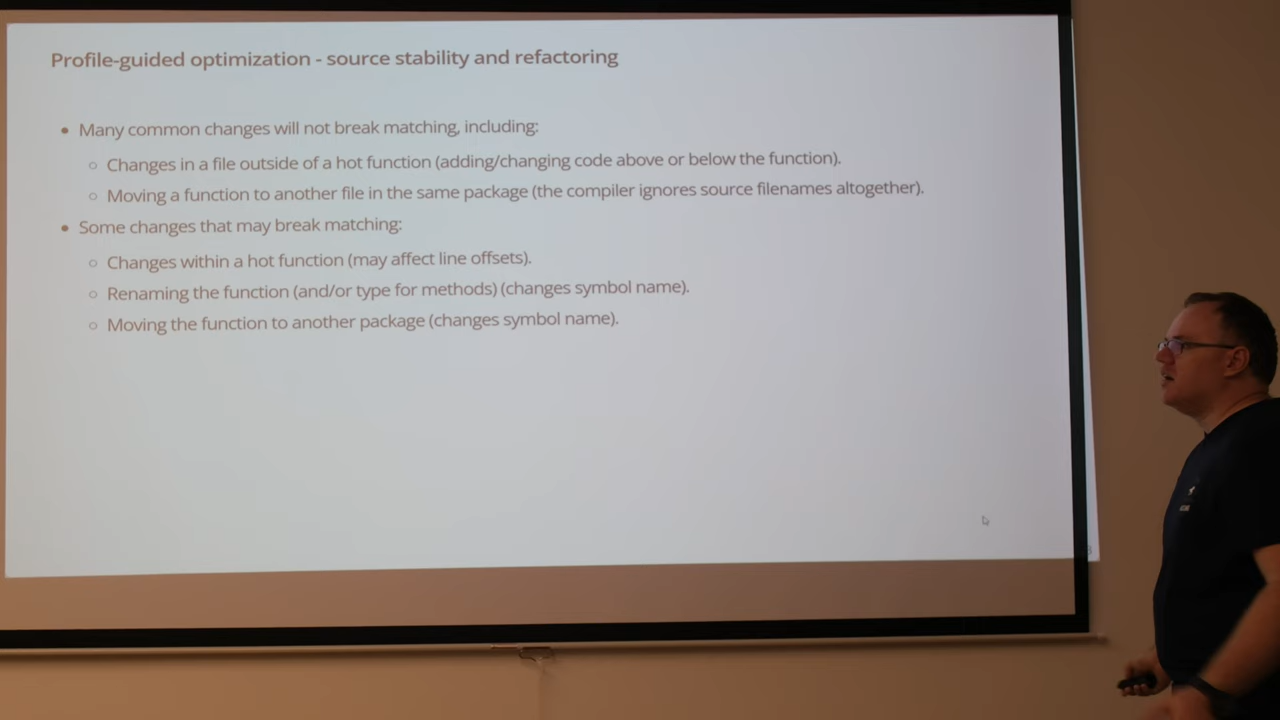 Profile-guided optimization - source stability and refactoring
• Many common changes will not break matching, including:
○ Changes in a file outside of a hot function (adding/changing code above or below the function).
○ Moving a function to another file in the same package (the compiler ignores source filenames altogether).
• Some changes that may break matching:
○ Changes within a hot function (may affect line offsets).
○ Renaming the function (and/or type for methods) (changes symbol name).
○ Moving the function to another package (changes symbol name).